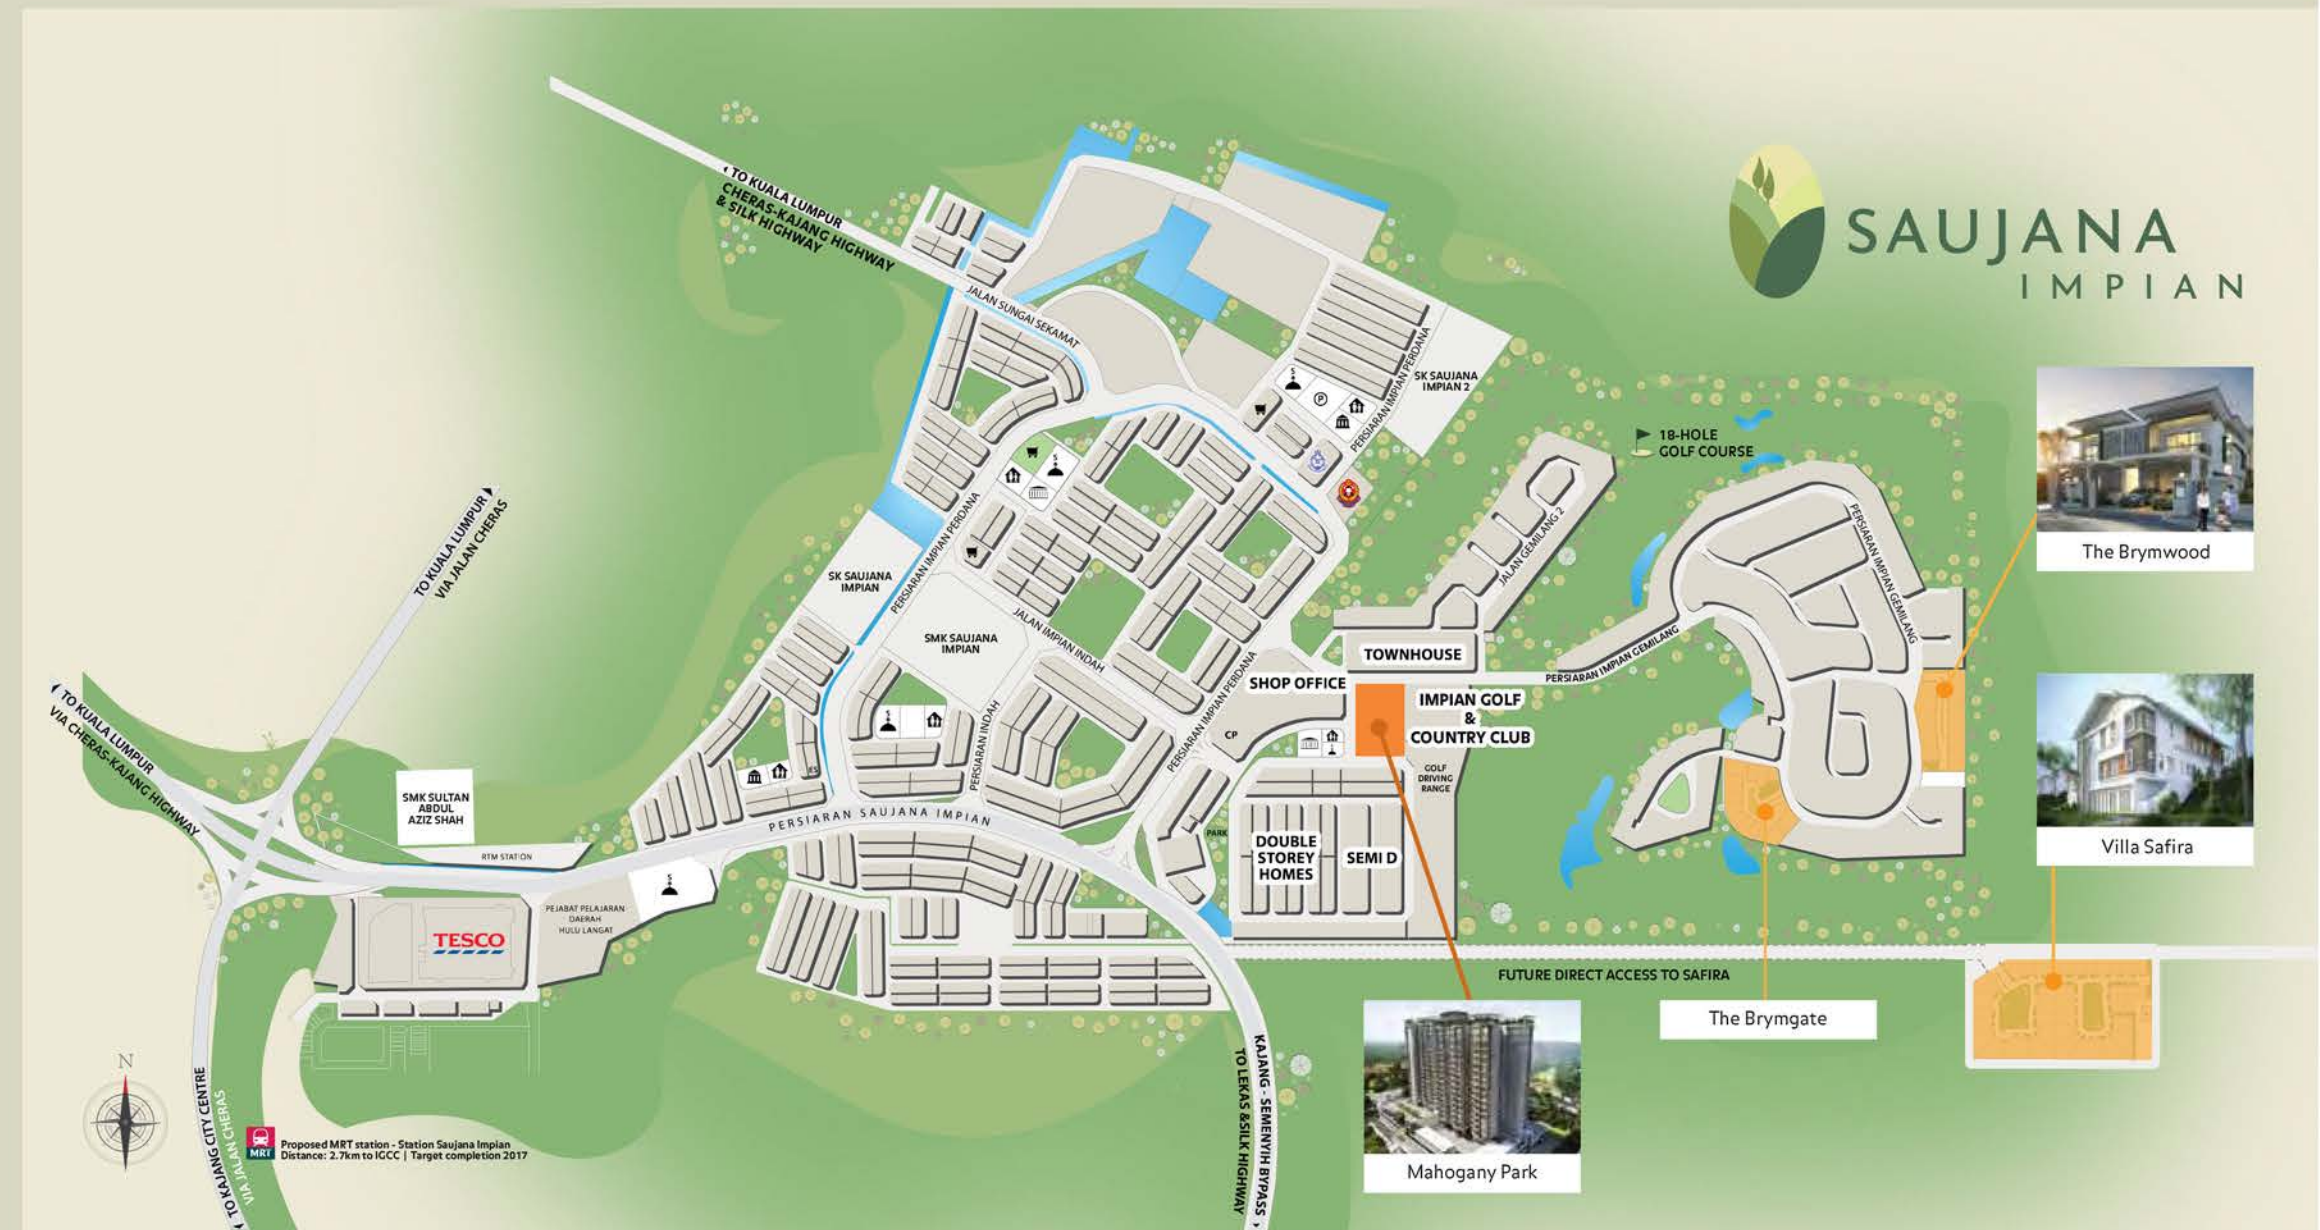 SAUJANA
IMPIAN
TO KUALA LUMPUR
CHERAS-KAJANG HIGHWAY
& SILK HIGHWAY
JALAN SUNGAI SEKAMAT
PERSIARAN IMPIAN PERDANA
SK SAUJANA
IMPIAN 2
S
P
18-HOLE
GOLF COURSE
The Brymwood
S
TO KUALA LUMPUR
VIA JALAN CHERAS
PERSIARAN IMPIAN PERDANA
SK SAUJANA
IMPIAN
SMK SAUJANA
IMPIAN
JALAN IMPIAN INDAH
JALAN GEMILANG 2
PERSIARAN IMPIAN GEMILANG
PERSIARAN IMPIAN GEMILANG
TOWNHOUSE
SHOP OFFICE
IMPIAN GOLF
&
COUNTRY CLUB
PERSIARAN IMPIAN PERDANA
CP
PERSIARAN INDAH
S
ES
GOLF
DRIVING
RANGE
Villa Safira
TO KUALA LUMPUR
VIA CHERAS-KAJANG HIGHWAY
SMK SULTAN
ABDUL
AZIZ SHAH
RTM STATION
PERSIARAN SAUJANA IMPIAN
PARK
DOUBLE
STOREY
HOMES
SEMI D
S
PEJABAT PELAJARAN
DAERAH
HULU LANGAT
TESCO
FUTURE DIRECT ACCESS TO SAFIRA
The Brymgate
Mahogany Park
KAJANG - SEMENYIH BYPASS
TO LEKAS & SILK HIGHWAY
N
TO KAJANG CITY CENTRE
VIA JALAN CHERAS
MRT
Proposed MRT station - Station Saujana Impian
Distance: 2.7km to IGCC | Target completion 2017